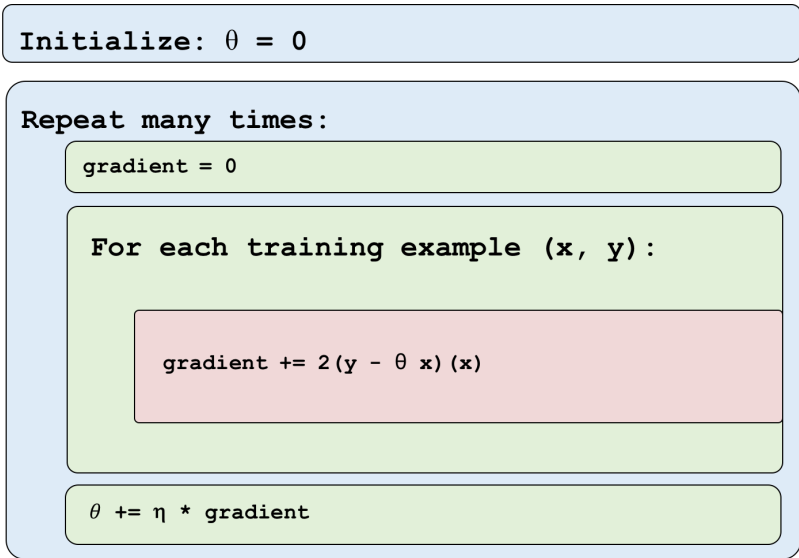 Initialize: θ = 0
Repeat many times:
gradient = 0
For each training example (x, y):
gradient += 2(y - θ x)(x)
θ += η * gradient